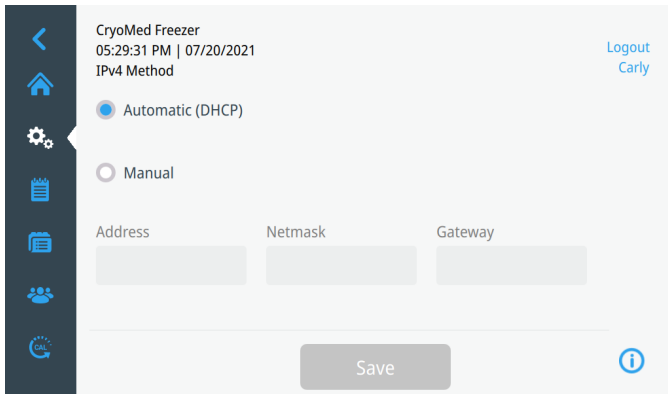 CryoMed Freezer
05:29:31 PM | 07/20/2021
IPv4 Method
Logout
Carly
Automatic (DHCP)
Manual
Address Netmask Gateway
CAL
Save